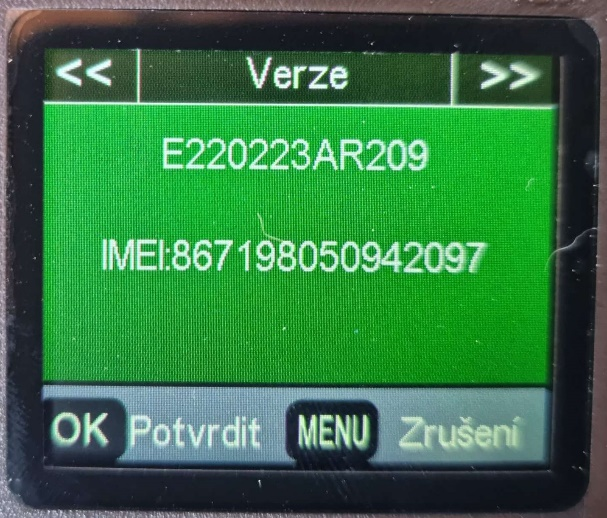 << Verze >>
E220223AR209
IMEI:867198050942097
OK Potvrdit MENU Zrušení